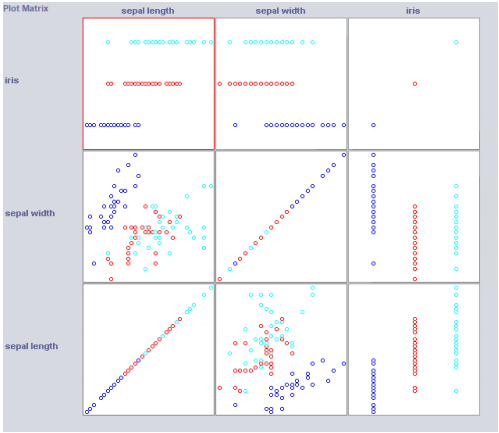 Plot Matrix
sepal length sepal width iris
iris
sepal width
sepal length